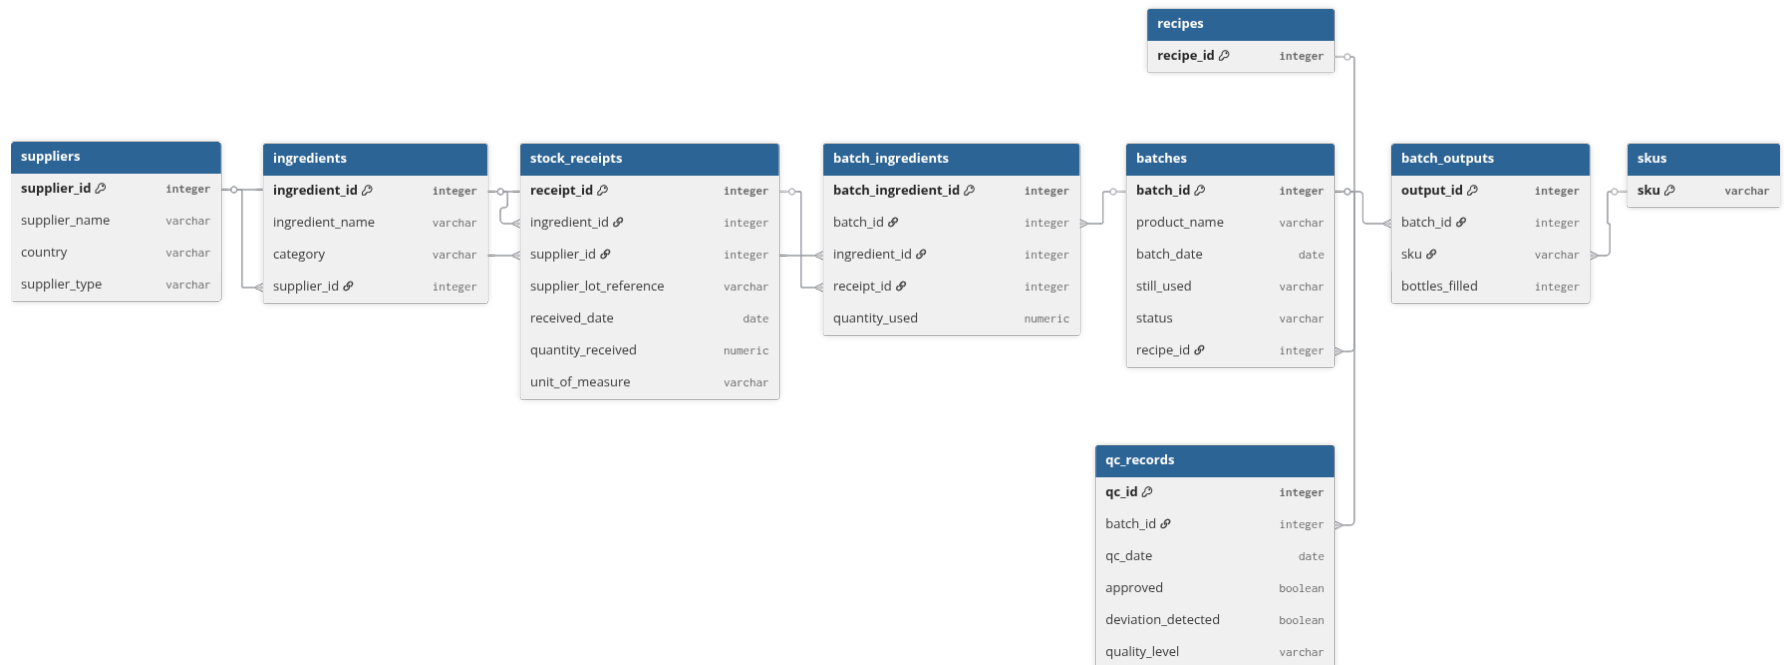 recipes
recipe_id integer
suppliers
supplier_id integer
supplier_name varchar
country varchar
supplier_type varchar
ingredients
ingredient_id integer
ingredient_name varchar
category varchar
supplier_id integer
stock_receipts
receipt_id integer
ingredient_id integer
supplier_id integer
supplier_lot_reference varchar
received_date date
quantity_received numeric
unit_of_measure varchar
batch_ingredients
batch_ingredient_id integer
batch_id integer
ingredient_id integer
receipt_id integer
quantity_used numeric
batches
batch_id integer
product_name varchar
batch_date date
still_used varchar
status varchar
recipe_id integer
batch_outputs
output_id integer
batch_id integer
sku varchar
bottles_filled integer
skus
sku varchar
qc_records
qc_id integer
batch_id integer
qc_date date
approved boolean
deviation_detected boolean
quality_level varchar